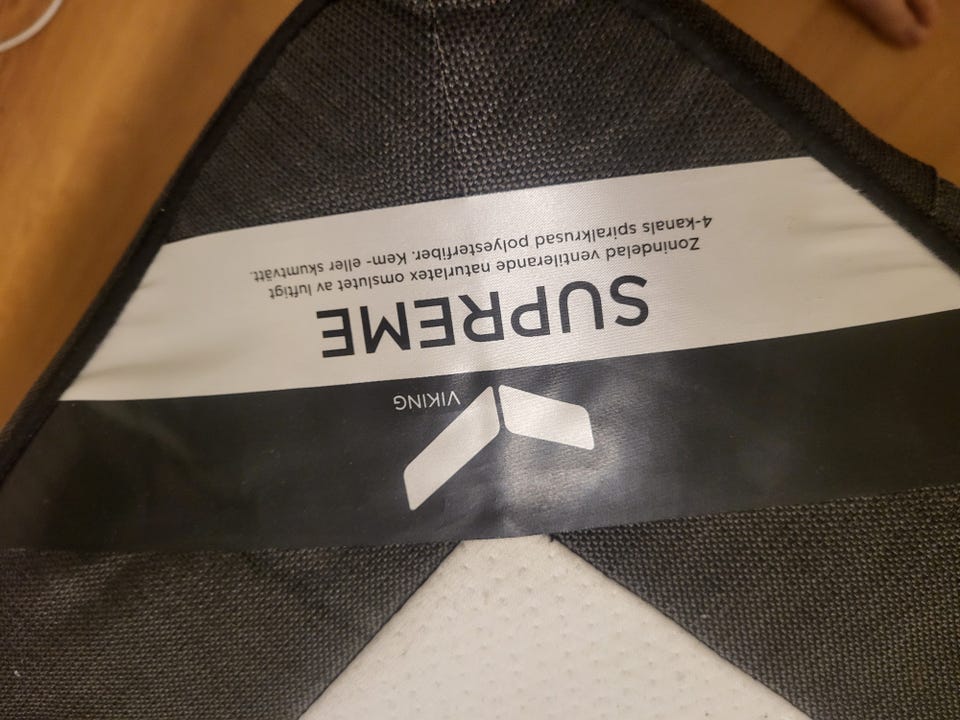 VIKING
SUPREME
Zonindelad ventilerande naturlatex omslutet av luftigt
4-kanals spiralkrusad polyesterfiber. Kem- eller skumtvätt.